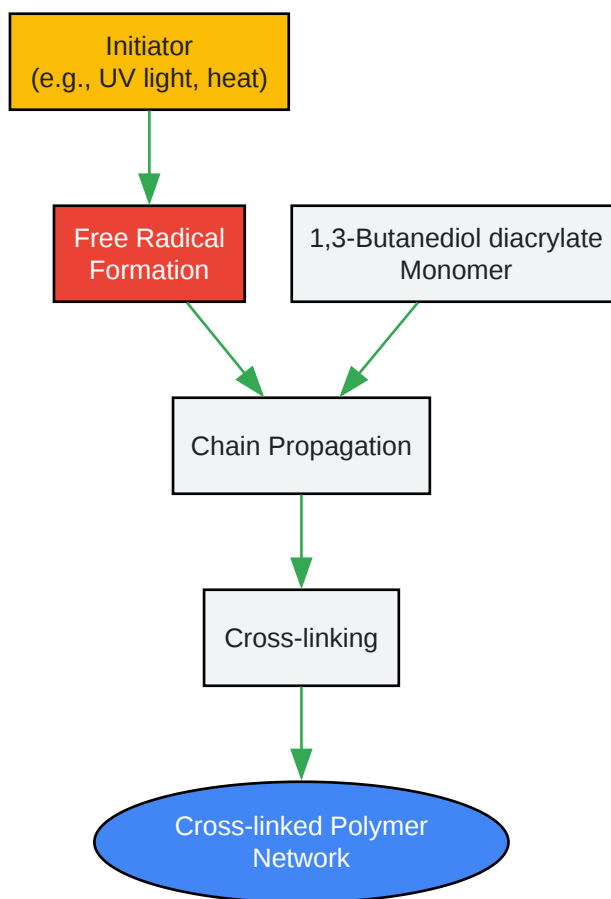 Initiator
(e.g., UV light, heat)
Free Radical
Formation
1,3-Butanediol diacrylate
Monomer
Chain Propagation
Cross-linking
Cross-linked Polymer
Network